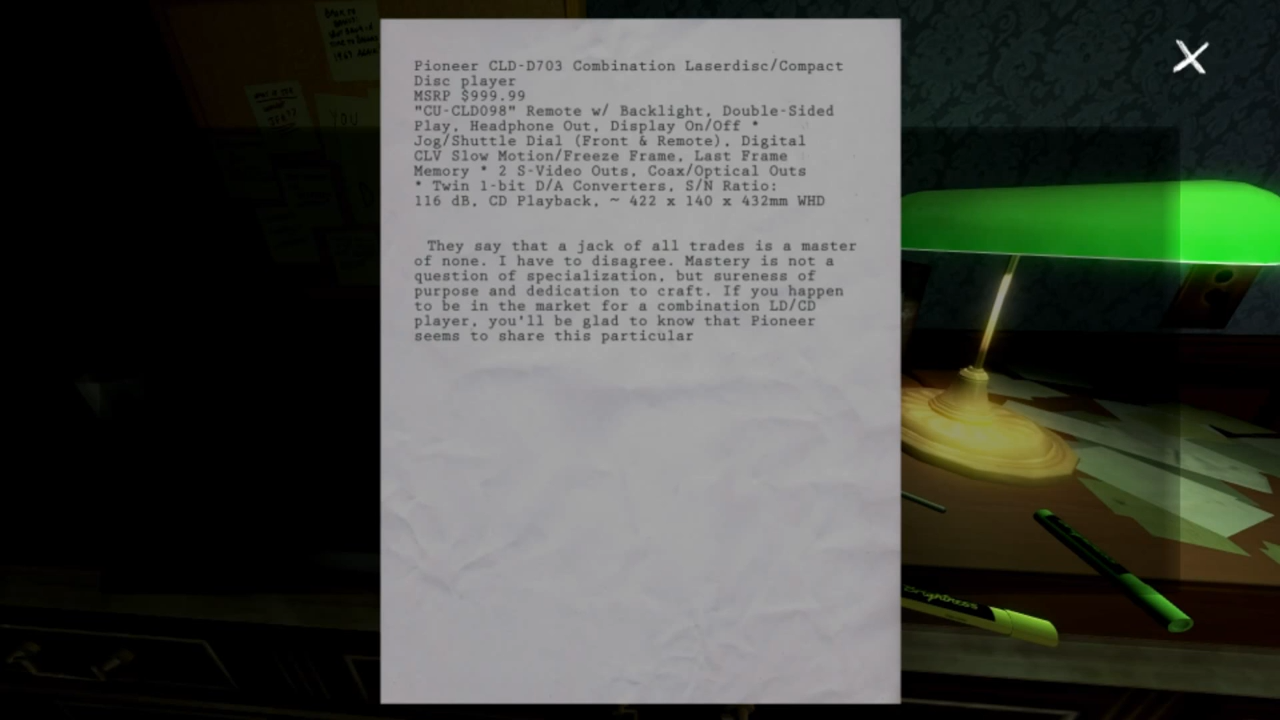 Pioneer CLD-D703 Combination Laserdisc/Compact
Disc player
MSRP $999.99
"CU-CLD098" Remote w/ Backlight, Double-Sided
Play, Headphone Out, Display On/Off *
Jog/Shuttle Dial (Front & Remote), Digital
CLV Slow Motion/Freeze Frame, Last Frame
Memory * 2 S-Video Outs, Coax/Optical Outs
* Twin 1-bit D/A Converters, S/N Ratio:
116 dB, CD Playback, ~ 422 x 140 x 432mm WHD
They say that a jack of all trades is a master
of none. I have to disagree. Mastery is not a
question of specialization, but sureness of
purpose and dedication to craft. If you happen
to be in the market for a combination LD/CD
player, you'll be glad to know that Pioneer
seems to share this particular
YOU
Brightness